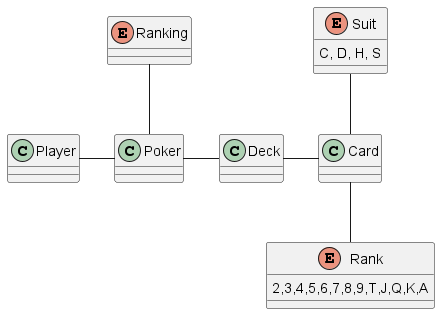 E Ranking
E Suit
C, D, H, S
C Player
C Poker
C Deck
C Card
E Rank
2,3,4,5,6,7,8,9,T,J,Q,K,A